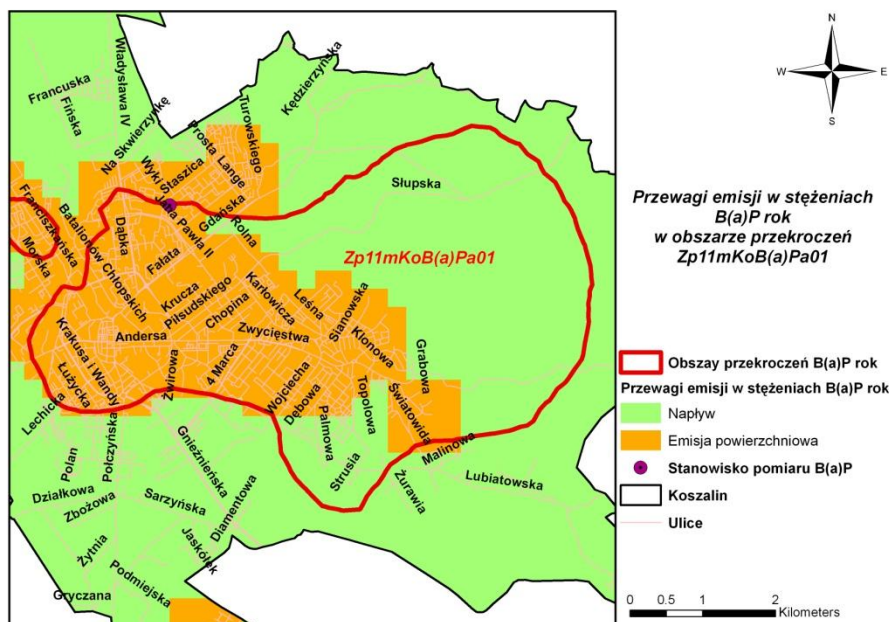 Francuska
Fińska
Władysława IV
Na Skwierzynkę
Kędzierzyńska
Turowskiego
Prosta
Lange
Wyki
Staszica
Słupska
Franciszkańska
Morska
Batalionów Chłopskich
Dąbka
Jana Pawła II
Gdańska
Rolna
Fałata
Zp11mKoB(a)Pa01
Krucza
Piłsudskiego
Chopina
Karłowicza
Leśna
Sianowska
Klonowa
Andersa
Zwycięstwa
Grabowa
Krakusa i Wandy
Łużycka
Żwirowa
4 Marca
Wojciecha
Dębowa
Topolowa
Światowida
Lechicka
Palmowa
Malinowa
Polan
Połczyńska
Gnieźnieńska
Strusia
Żurawia
Lubiatowska
Działkowa
Zbożowa
Sarzyńska
Diamentowa
Żytnia
Jaskółek
Podmiejska
Gryczana
N
W
E
S
Przewagi emisji w stężeniach
B(a)P rok
w obszarze przekroczeń
Zp11mKoB(a)Pa01
Obszay przekroczeń B(a)P rok
Przewagi emisji w stężeniach B(a)P rok
Napływ
Emisja powierzchniowa
Stanowisko pomiaru B(a)P
Koszalin
Ulice
0 0.5 1 2
Kilometers